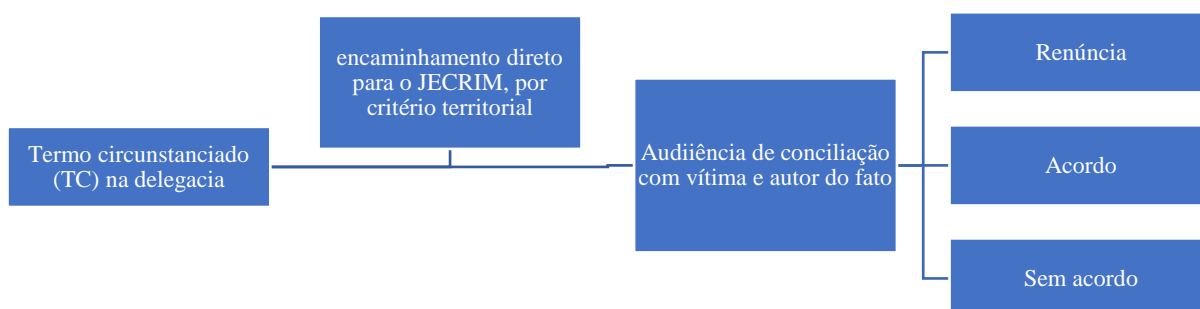 Termo circunstanciado
(TC) na delegacia
encaminhamento direto
para o JECRIM, por
critério territorial
Audiiência de conciliação
com vítima e autor do fato
Renúncia
Acordo
Sem acordo